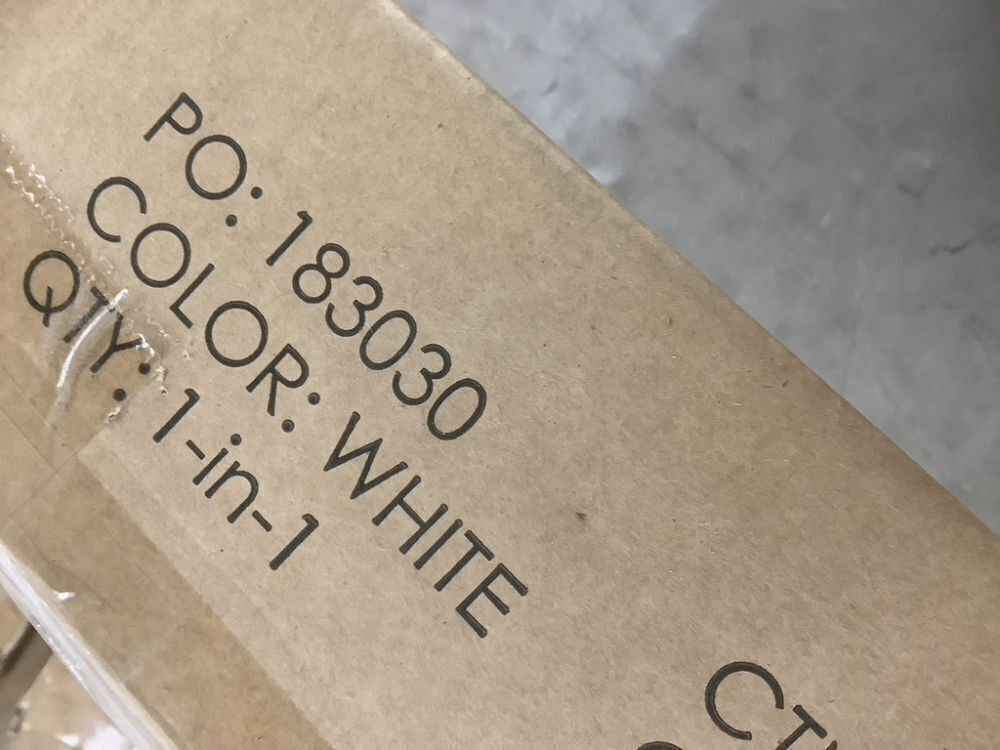 PO: 183030
COLOR: WHITE
QTY: 1-in-1